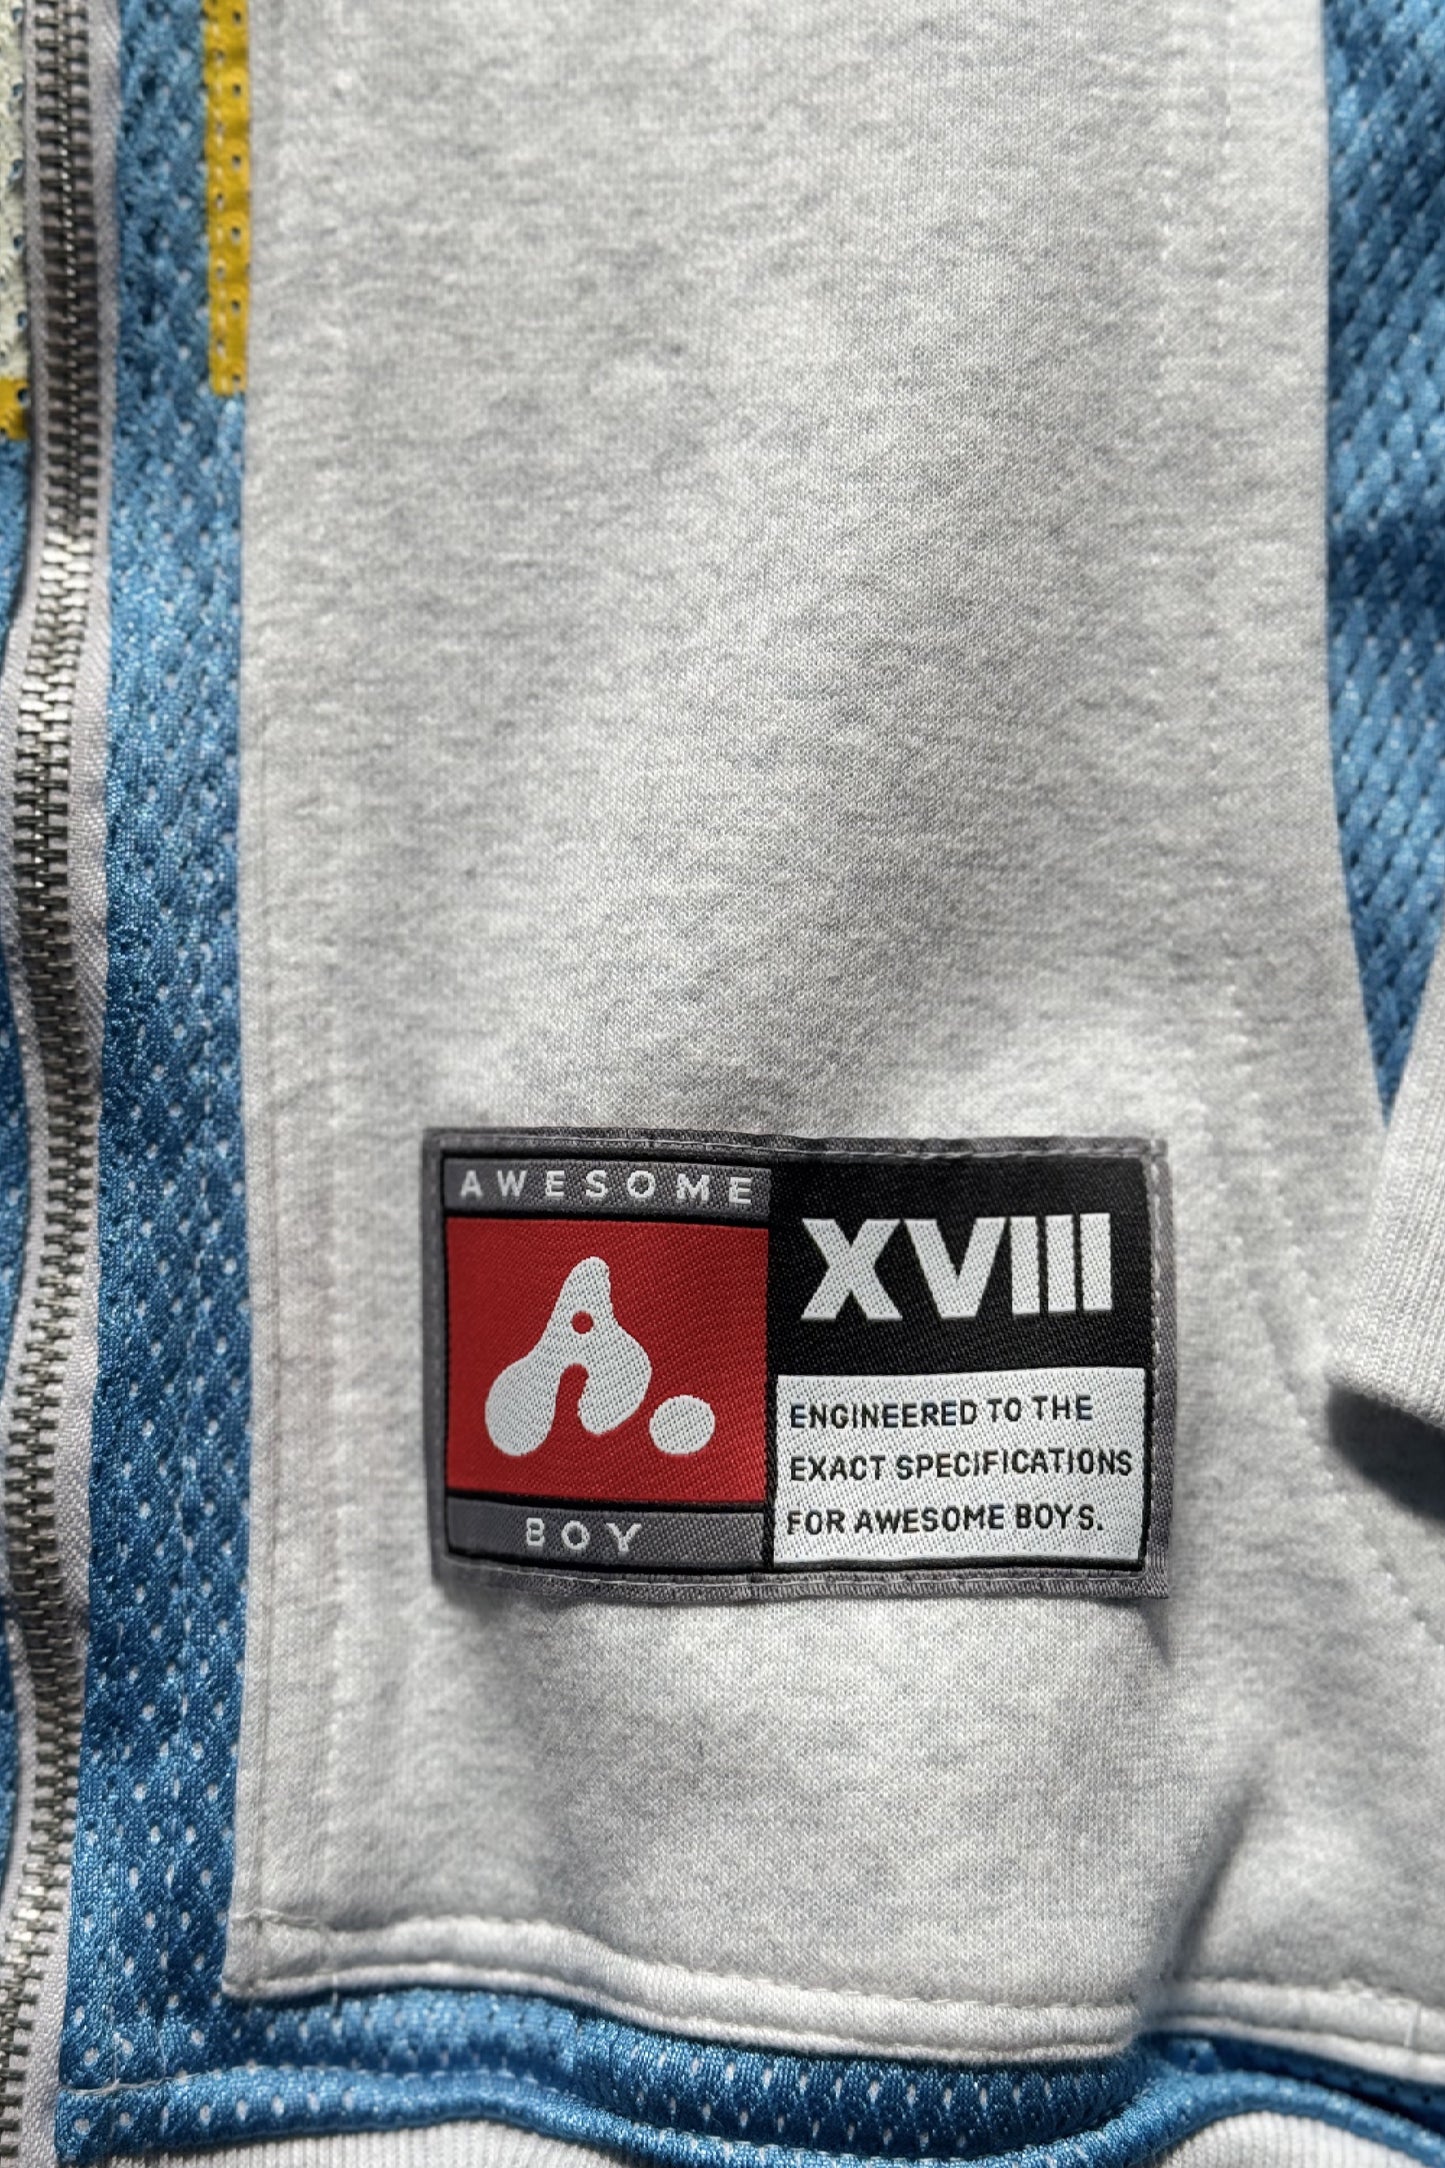 AWESOME
A.
BOY
XVIII
ENGINEERED TO THE
EXACT SPECIFICATIONS
FOR AWESOME BOYS.